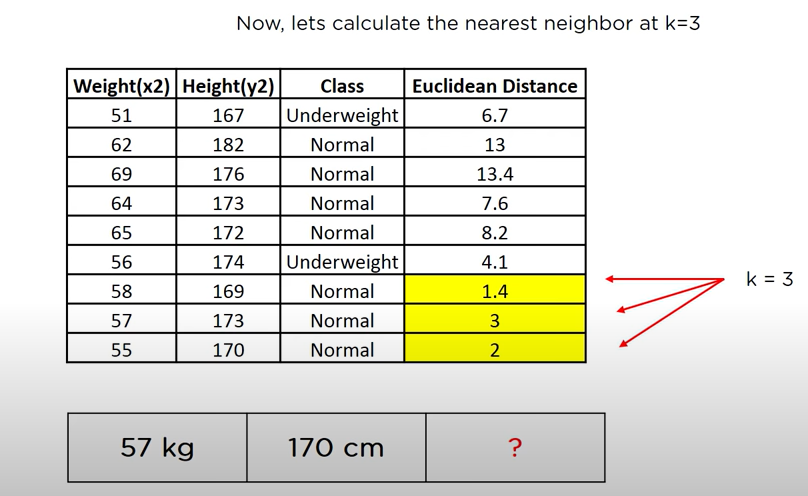 Now, lets calculate the nearest neighbor at k=3
Weight(x2) Height(y2) Class Euclidean Distance
51 167 Underweight 6.7
62 182 Normal 13
69 176 Normal 13.4
64 173 Normal 7.6
65 172 Normal 8.2
56 174 Underweight 4.1
58 169 Normal 1.4
57 173 Normal 3
55 170 Normal 2
k = 3
57 kg 170 cm ?